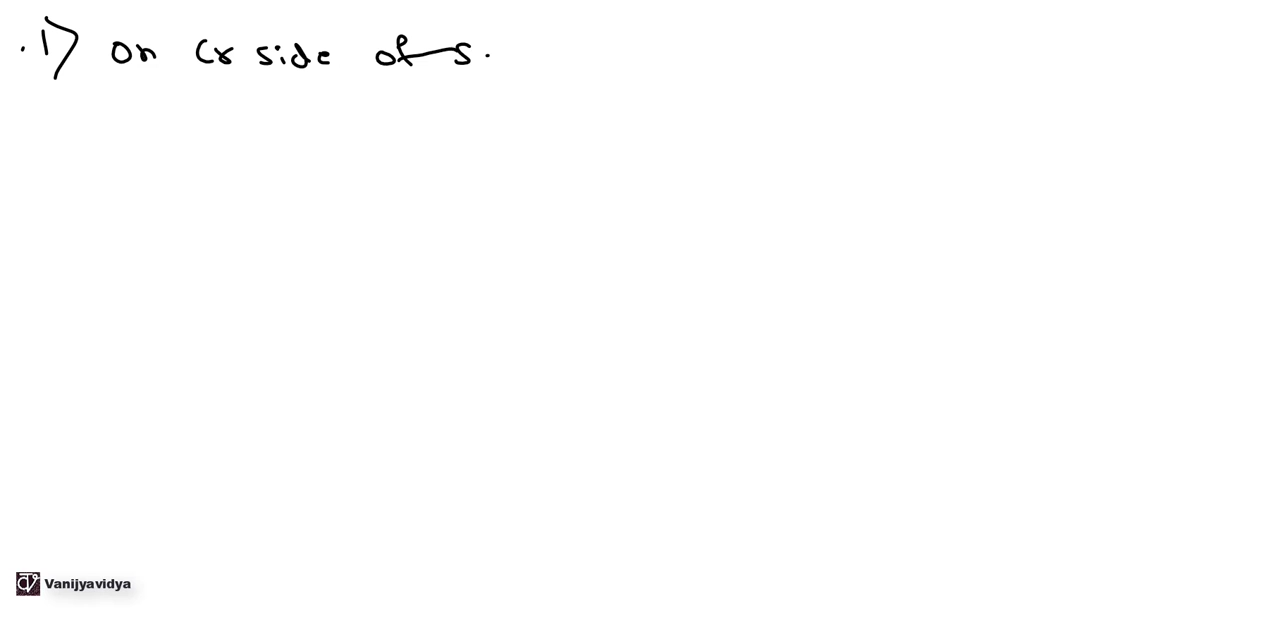 .1) on Cr side of s.
Vanijyavidya